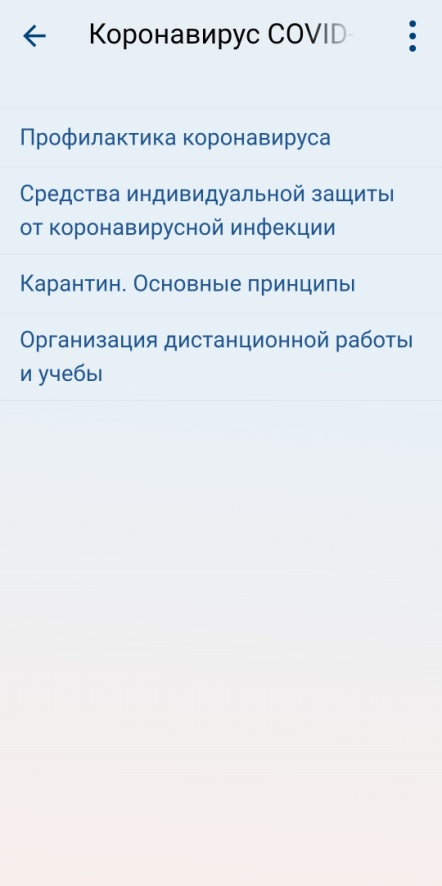 Коронавирус COVID-
Профилактика коронавируса
Средства индивидуальной защиты
от коронавирусной инфекции
Карантин. Основные принципы
Организация дистанционной работы
и учебы